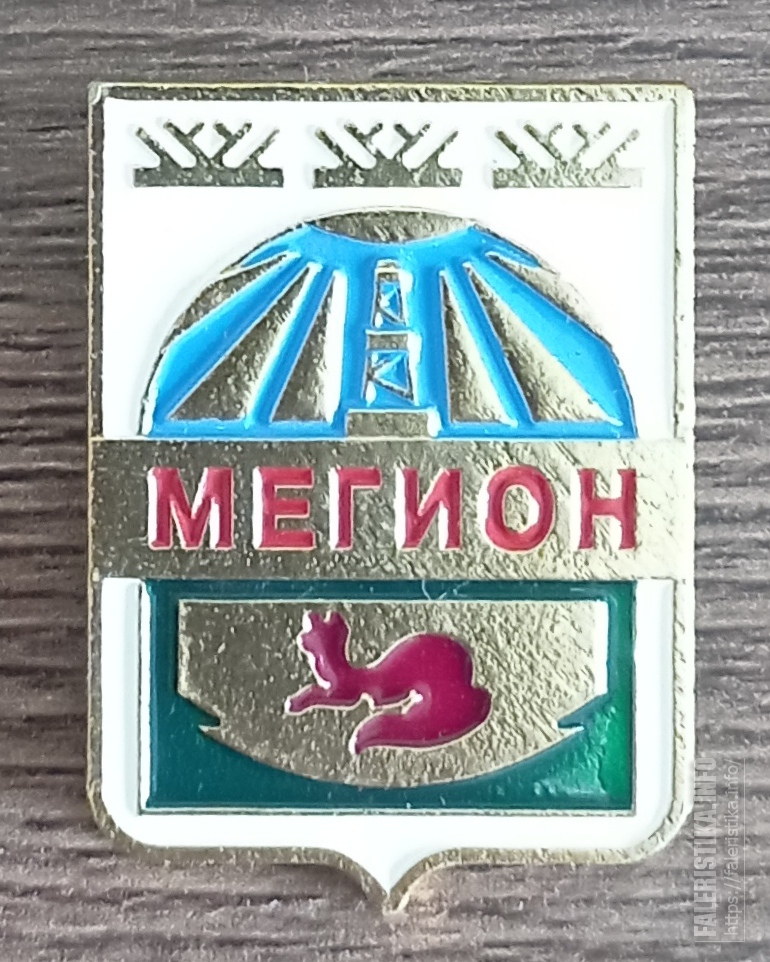 МЕГИОН
FALERISTIKA.INFO
https://faleristika.info/